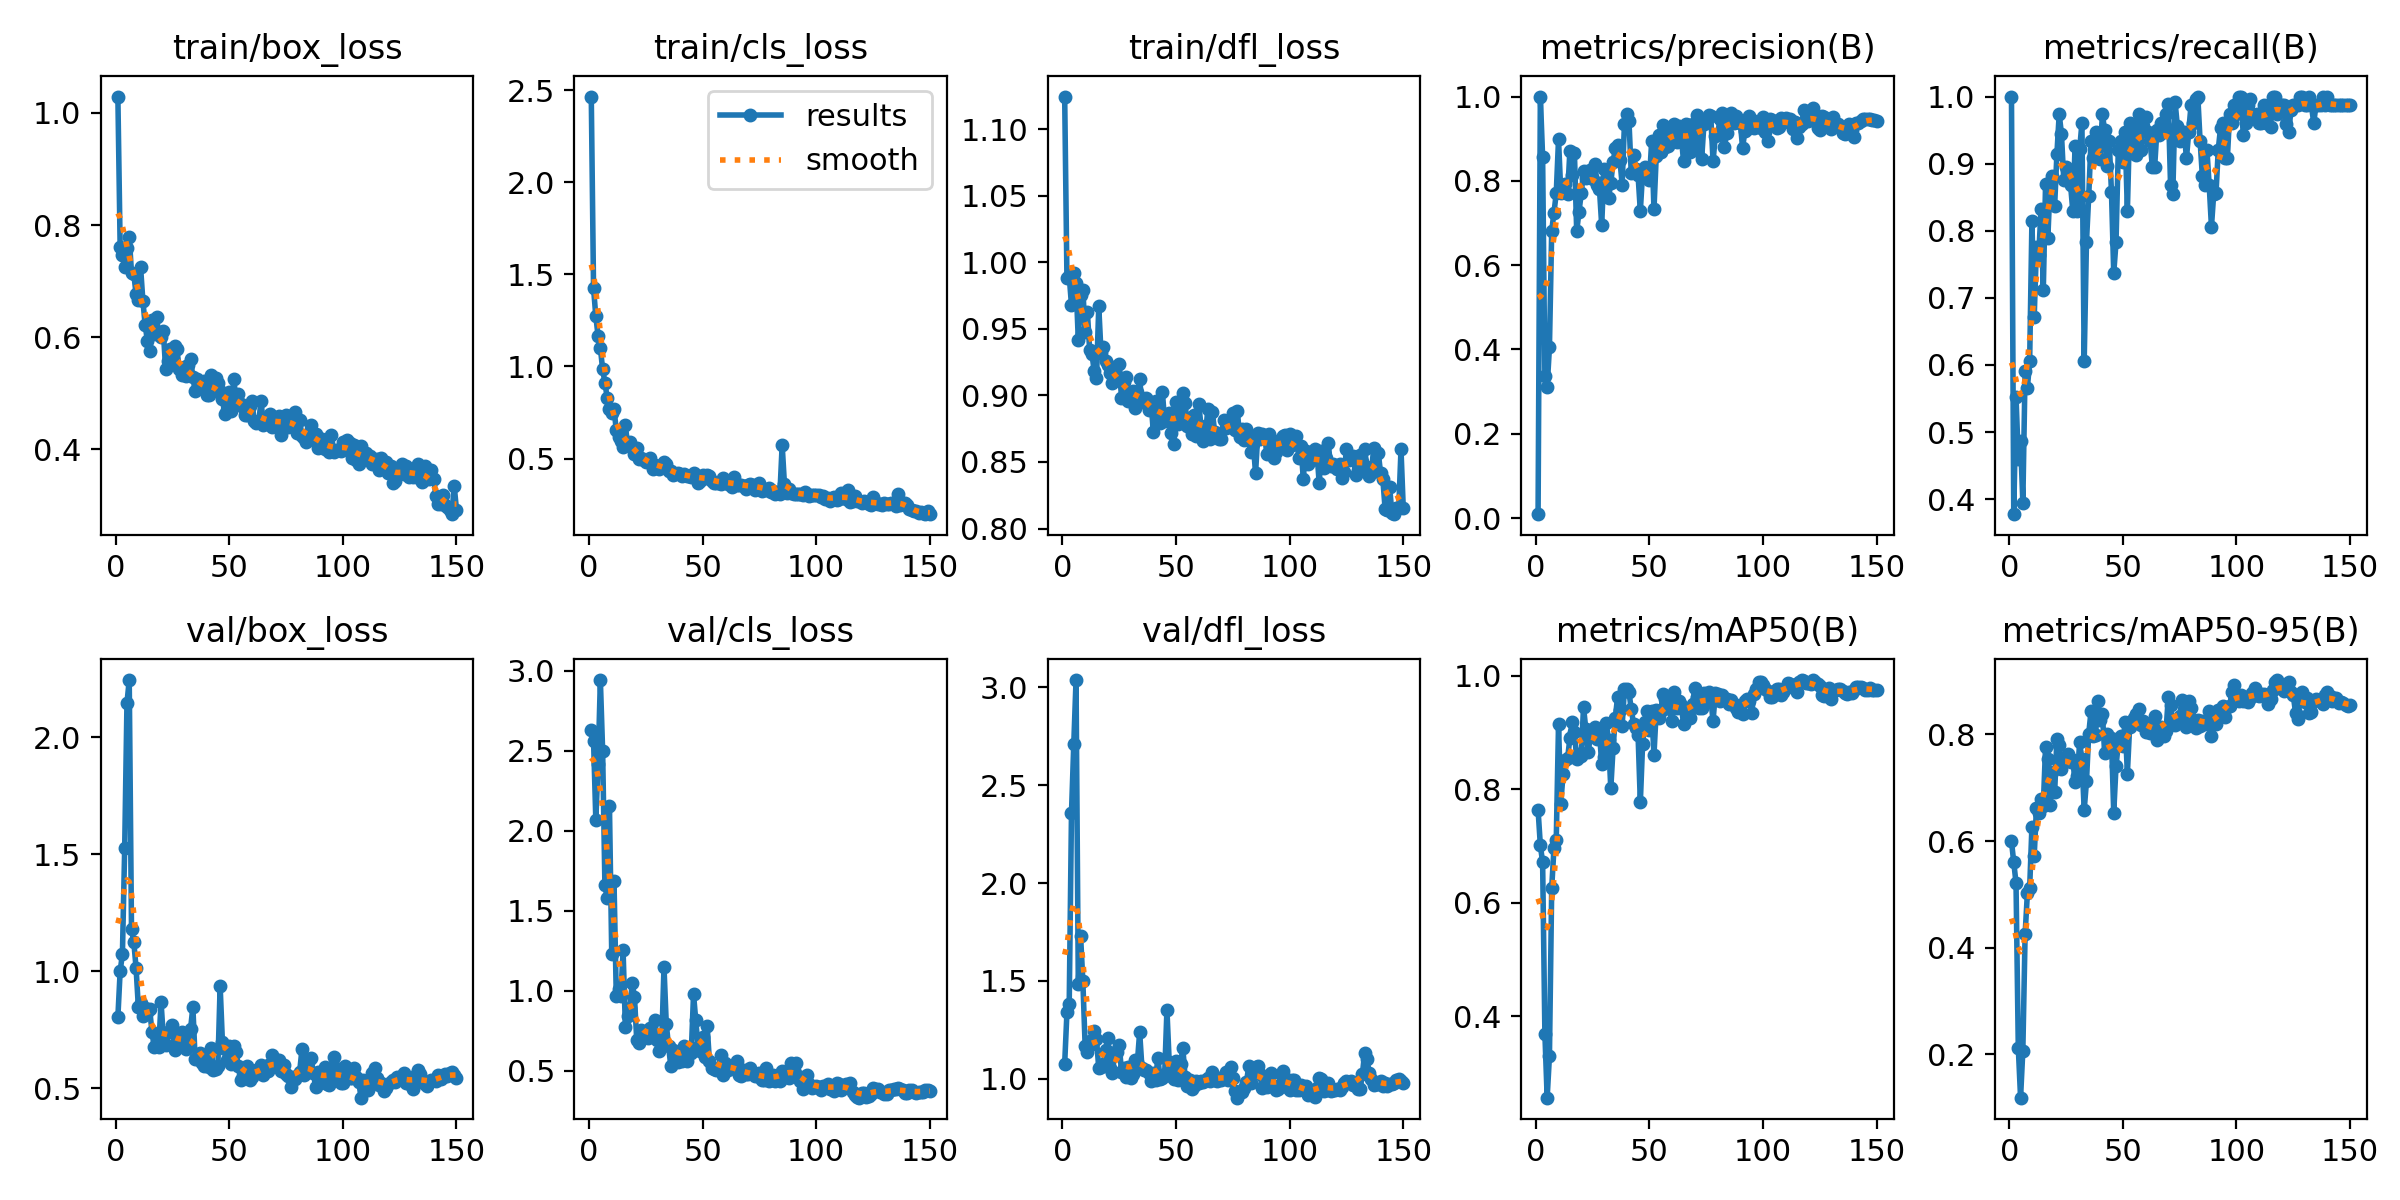 train/box_loss
1.0
0.8
0.6
0.4
0 50 100 150
train/cls_loss
results
smooth
2.5
2.0
1.5
1.0
0.5
0 50 100 150
train/dfl_loss
1.10
1.05
1.00
0.95
0.90
0.85
0.80
0 50 100 150
metrics/precision(B)
1.0
0.8
0.6
0.4
0.2
0.0
0 50 100 150
metrics/recall(B)
1.0
0.9
0.8
0.7
0.6
0.5
0.4
0 50 100 150
val/box_loss
2.0
1.5
1.0
0.5
0 50 100 150
val/cls_loss
3.0
2.5
2.0
1.5
1.0
0.5
0 50 100 150
val/dfl_loss
3.0
2.5
2.0
1.5
1.0
0 50 100 150
metrics/mAP50(B)
1.0
0.8
0.6
0.4
0 50 100 150
metrics/mAP50-95(B)
0.8
0.6
0.4
0.2
0 50 100 150